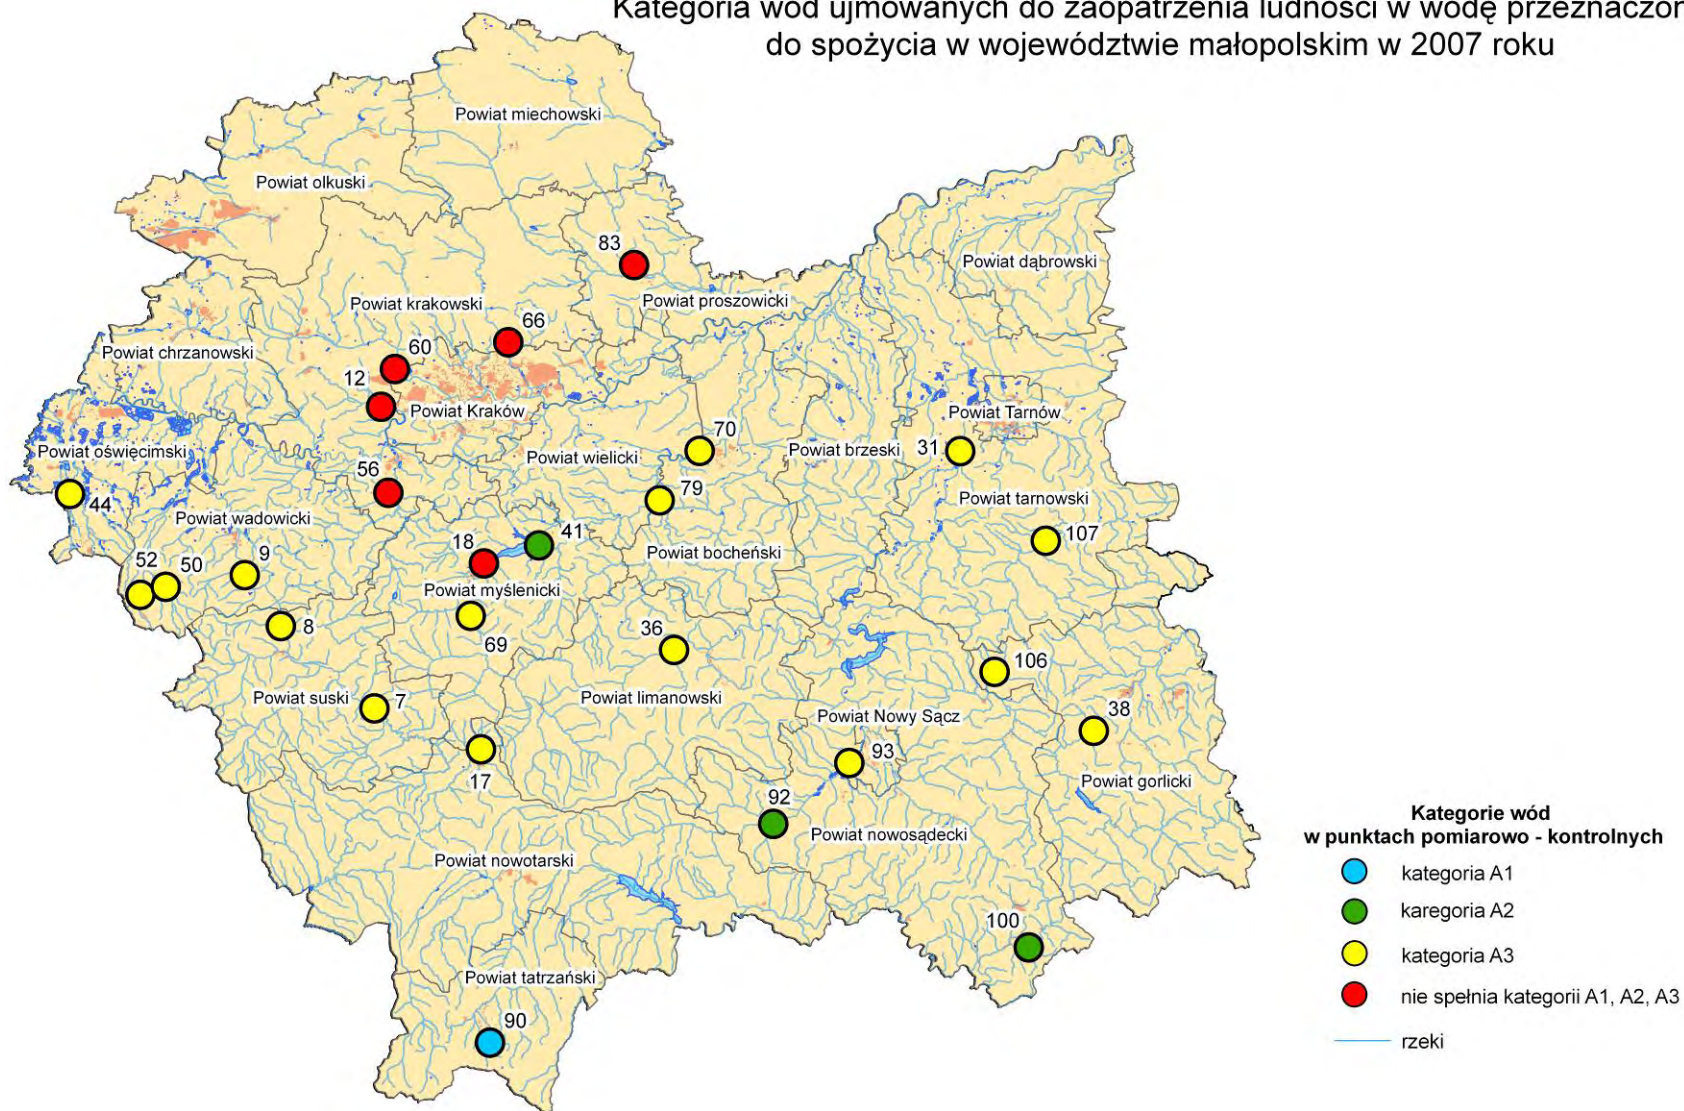 Kategoria wód ujmowanych do zaopatrzenia ludności w wodę przeznaczon
do spożycia w województwie małopolskim w 2007 roku
Powiat miechowski
Powiat olkuski
83
Powiat dąbrowski
Powiat proszowicki
Powiat krakowski
66
60
Powiat chrzanowski
12
Powiat Kraków
Powiat Tarnów
70
31
Powiat oświęcimski
Powiat wielicki
Powiat brzeski
56
79
44
Powiat tarnowski
Powiat wadowicki
41
107
18
52
50
9
Powiat bocheński
Powiat myślenicki
8
69
36
106
Powiat suski
7
Powiat limanowski
38
Powiat Nowy Sącz
93
17
Powiat gorlicki
92
Powiat nowosądecki
Powiat nowotarski
100
Powiat tatrzański
90
Kategorie wód
w punktach pomiarowo - kontrolnych
kategoria A1
karegoria A2
kategoria A3
nie spełnia kategorii A1, A2, A3
rzeki